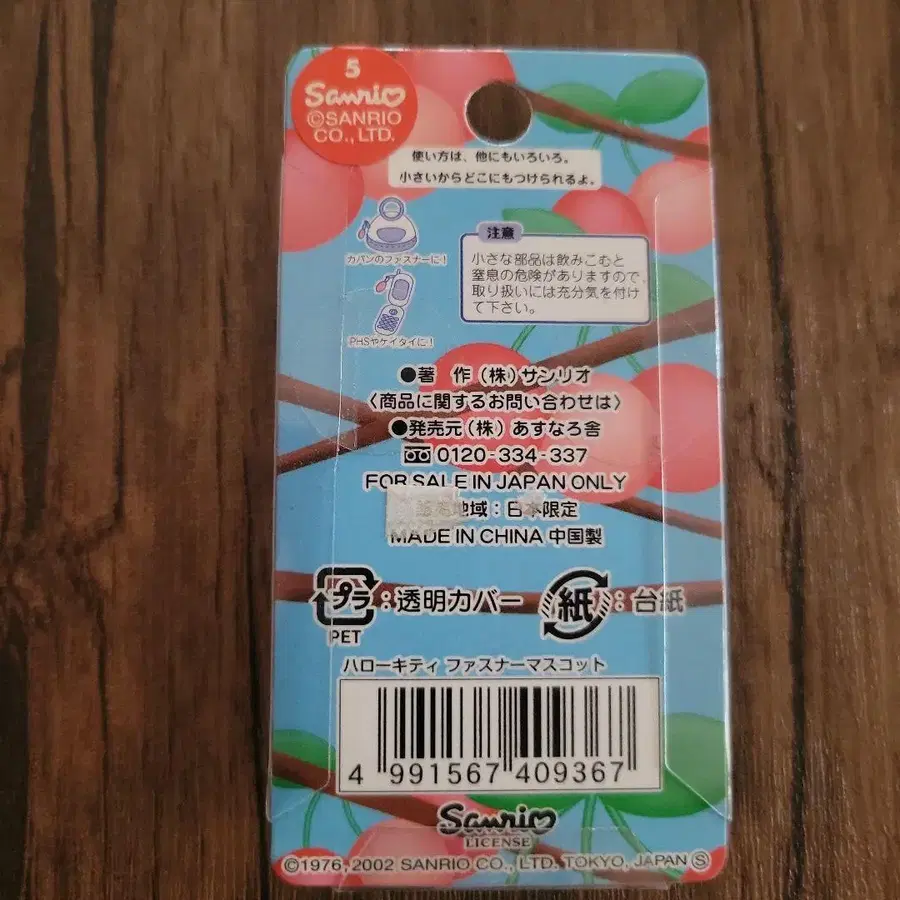 5
Sanrio
©SANRIO
CO., LTD.
使い方は、他にもいろいろ。
小さいからどこにもつけられるよ。
カバンのファスナーに!
PHSやケイタイに!
注意
小さな部品は飲みこむと
窒息の危険がありますので、
取り扱いには充分気を付け
て下さい。
●著 作(株)サンリオ
〈商品に関するお問い合わせは〉
●発売元(株)あすなろ舎
0120-334-337
FOR SALE IN JAPAN ONLY
地域:日本限定
MADE IN CHINA 中国製
プラ:透明カバー
PET
紙:台紙
ハローキティ ファスナーマスコット
4 991567 409367
Sanrio
LICENSE
©1976, 2002 SANRIO CO., LTD. TOKYO, JAPAN Ⓢ